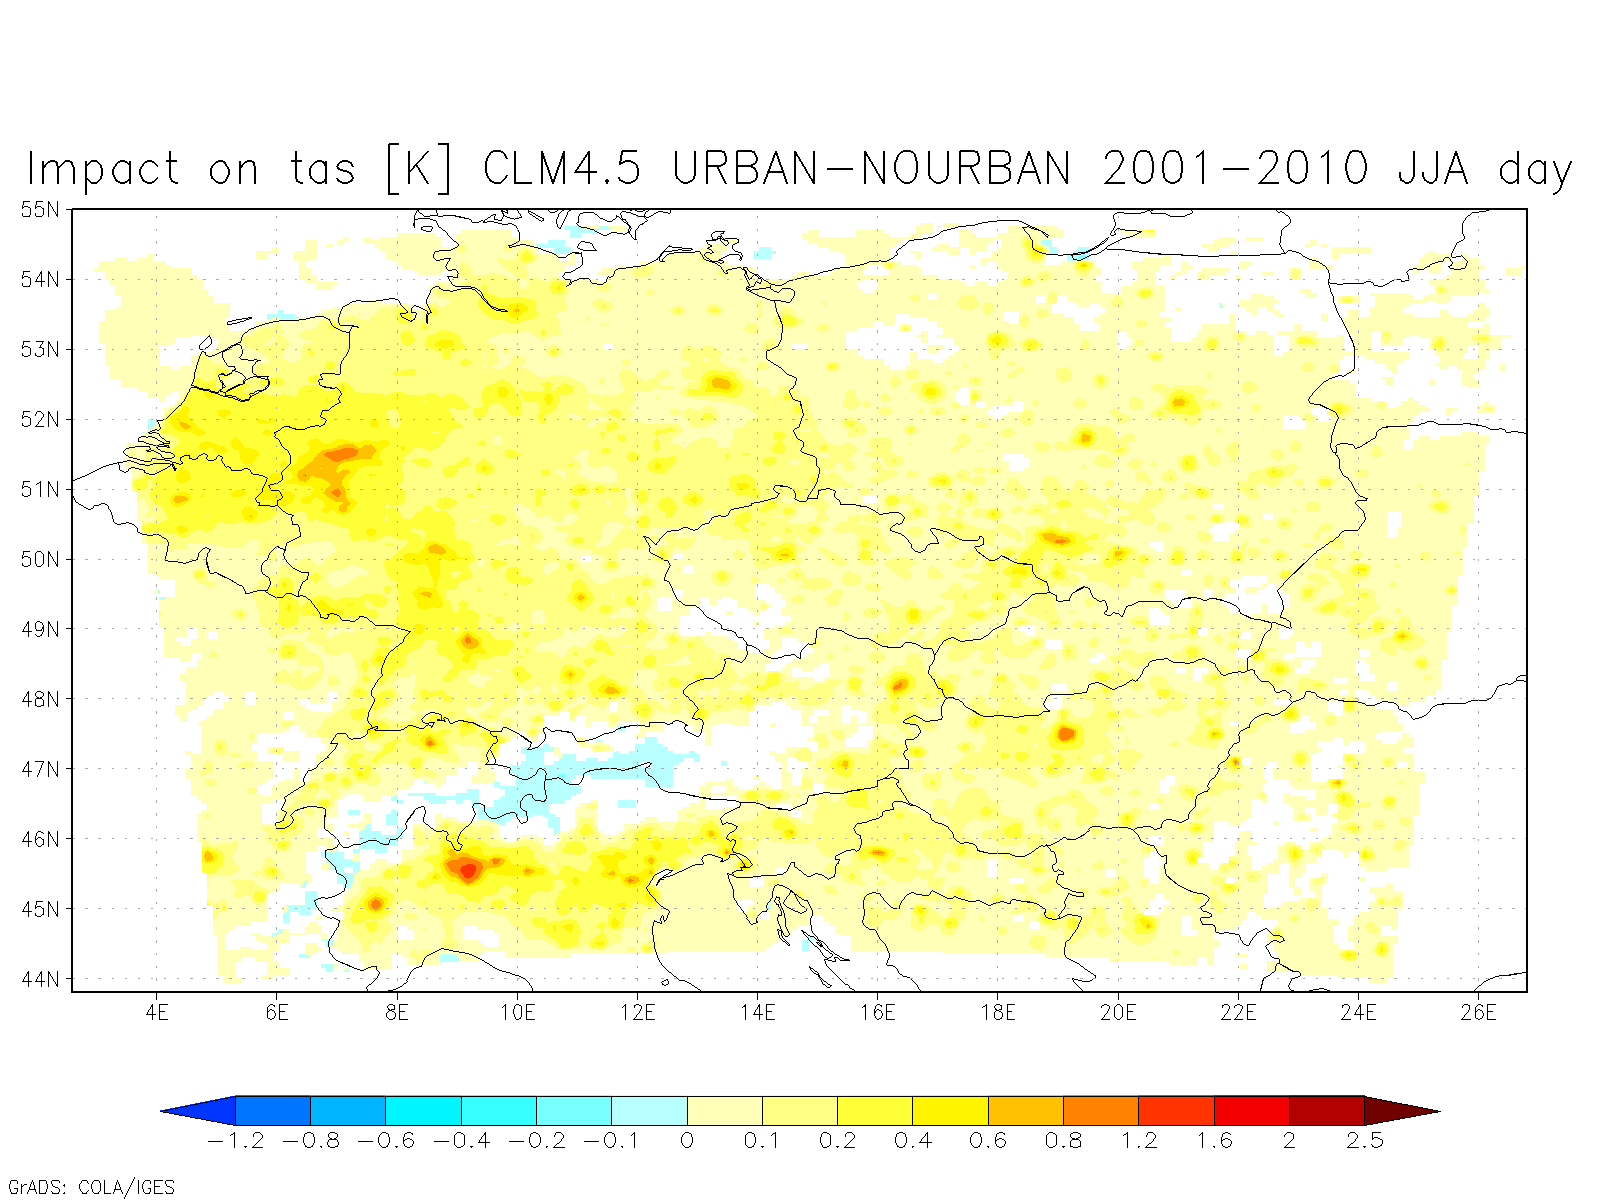 Impact on tas [K] CLM4.5 URBAN-NOURBAN 2001-2010 JJA day
55N
54N
53N
52N
51N
50N
49N
48N
47N
46N
45N
44N
4E 6E 8E 10E 12E 14E 16E 18E 20E 22E 24E 26E
-1.2 -0.8 -0.6 -0.4 -0.2 -0.1 0 0.1 0.2 0.4 0.6 0.8 1.2 1.6 2 2.5
GrADS: COLA/IGES